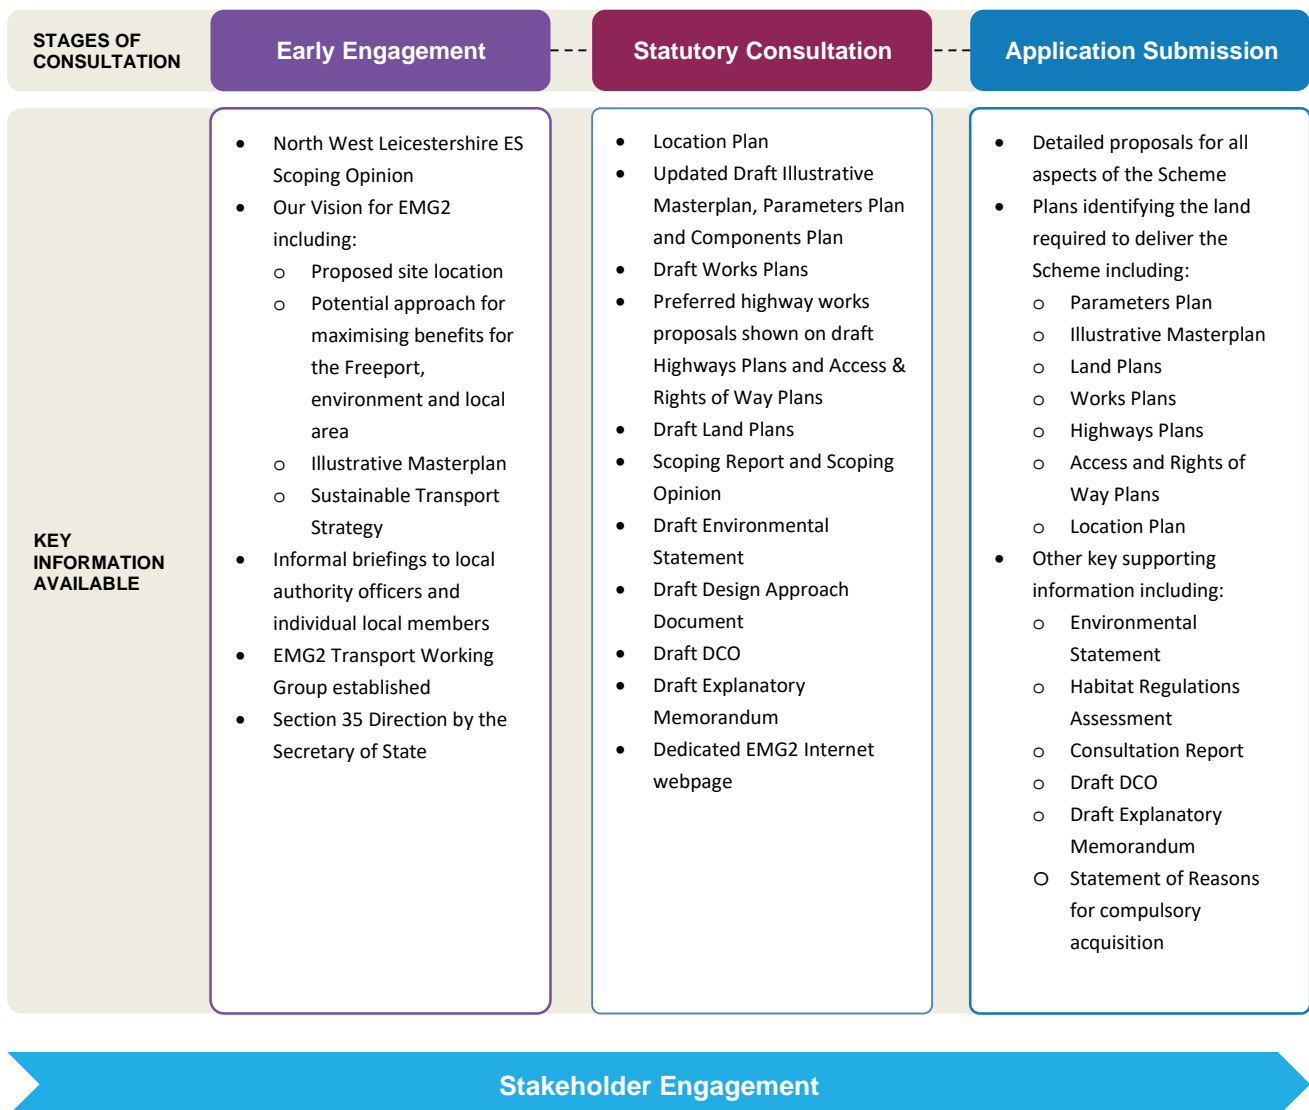 STAGES OF
CONSULTATION
Early Engagement
Statutory Consultation
Application Submission
KEY
INFORMATION
AVAILABLE
• North West Leicestershire ES
Scoping Opinion
• Our Vision for EMG2
including:
o Proposed site location
o Potential approach for
maximising benefits for
the Freeport,
environment and local
area
o Illustrative Masterplan
o Sustainable Transport
Strategy
• Informal briefings to local
authority officers and
individual local members
• EMG2 Transport Working
Group established
• Section 35 Direction by the
Secretary of State
• Location Plan
• Updated Draft Illustrative
Masterplan, Parameters Plan
and Components Plan
• Draft Works Plans
• Preferred highway works
proposals shown on draft
Highways Plans and Access &
Rights of Way Plans
• Draft Land Plans
• Scoping Report and Scoping
Opinion
• Draft Environmental
Statement
• Draft Design Approach
Document
• Draft DCO
• Draft Explanatory
Memorandum
• Dedicated EMG2 Internet
webpage
• Detailed proposals for all
aspects of the Scheme
• Plans identifying the land
required to deliver the
Scheme including:
o Parameters Plan
o Illustrative Masterplan
o Land Plans
o Works Plans
o Highways Plans
o Access and Rights of
Way Plans
o Location Plan
• Other key supporting
information including:
o Environmental
Statement
o Habitat Regulations
Assessment
o Consultation Report
o Draft DCO
o Draft Explanatory
Memorandum
o Statement of Reasons
for compulsory
acquisition
Stakeholder Engagement